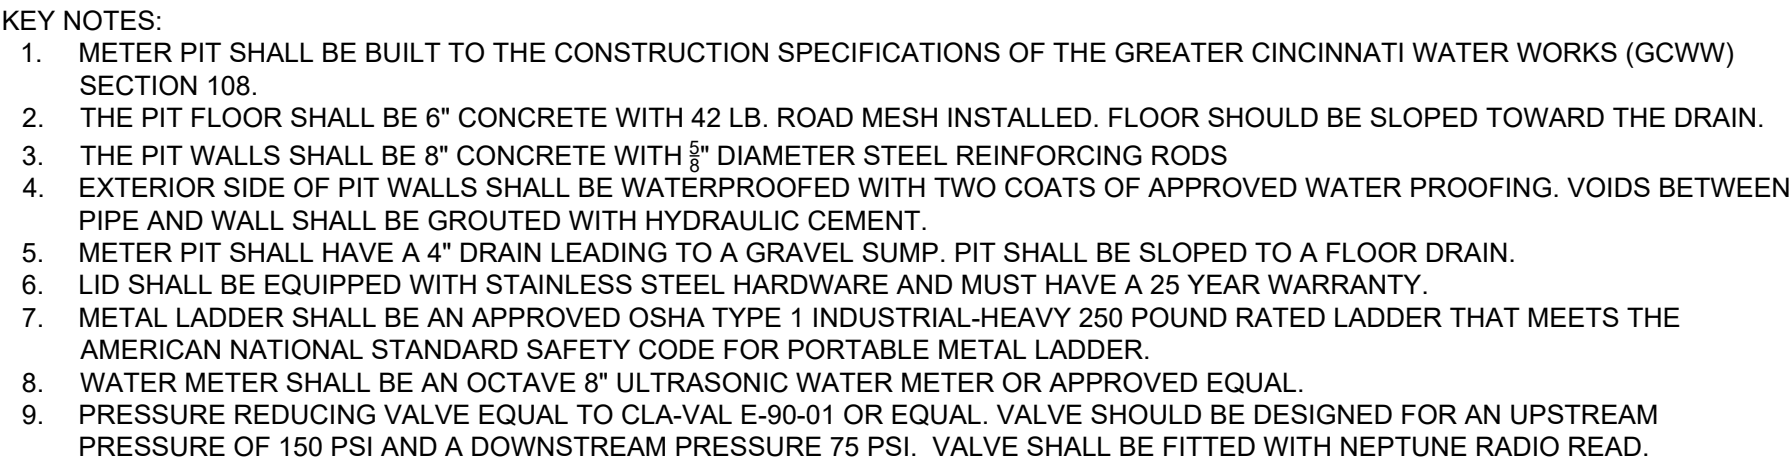 KEY NOTES:
1. METER PIT SHALL BE BUILT TO THE CONSTRUCTION SPECIFICATIONS OF THE GREATER CINCINNATI WATER WORKS (GCWW)
SECTION 108.
2. THE PIT FLOOR SHALL BE 6" CONCRETE WITH 42 LB. ROAD MESH INSTALLED. FLOOR SHOULD BE SLOPED TOWARD THE DRAIN.
3. THE PIT WALLS SHALL BE 8" CONCRETE WITH 5/8" DIAMETER STEEL REINFORCING RODS
4. EXTERIOR SIDE OF PIT WALLS SHALL BE WATERPROOFED WITH TWO COATS OF APPROVED WATER PROOFING. VOIDS BETWEEN
PIPE AND WALL SHALL BE GROUTED WITH HYDRAULIC CEMENT.
5. METER PIT SHALL HAVE A 4" DRAIN LEADING TO A GRAVEL SUMP. PIT SHALL BE SLOPED TO A FLOOR DRAIN.
6. LID SHALL BE EQUIPPED WITH STAINLESS STEEL HARDWARE AND MUST HAVE A 25 YEAR WARRANTY.
7. METAL LADDER SHALL BE AN APPROVED OSHA TYPE 1 INDUSTRIAL-HEAVY 250 POUND RATED LADDER THAT MEETS THE
AMERICAN NATIONAL STANDARD SAFETY CODE FOR PORTABLE METAL LADDER.
8. WATER METER SHALL BE AN OCTAVE 8" ULTRASONIC WATER METER OR APPROVED EQUAL.
9. PRESSURE REDUCING VALVE EQUAL TO CLA-VAL E-90-01 OR EQUAL. VALVE SHOULD BE DESIGNED FOR AN UPSTREAM
PRESSURE OF 150 PSI AND A DOWNSTREAM PRESSURE 75 PSI.  VALVE SHALL BE FITTED WITH NEPTUNE RADIO READ.